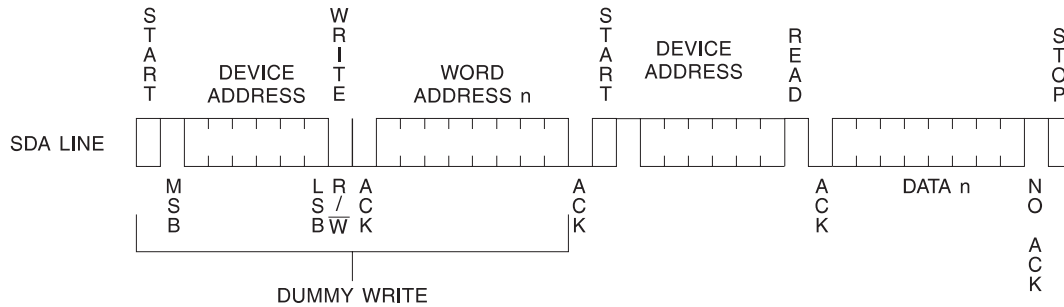 START
WRITE
START
READ
STOP
DEVICE
ADDRESS
WORD
ADDRESS n
DEVICE
ADDRESS
SDA LINE
MSB
LSB
R/W̅
ACK
ACK
ACK
DATA n
NO ACK
DUMMY WRITE